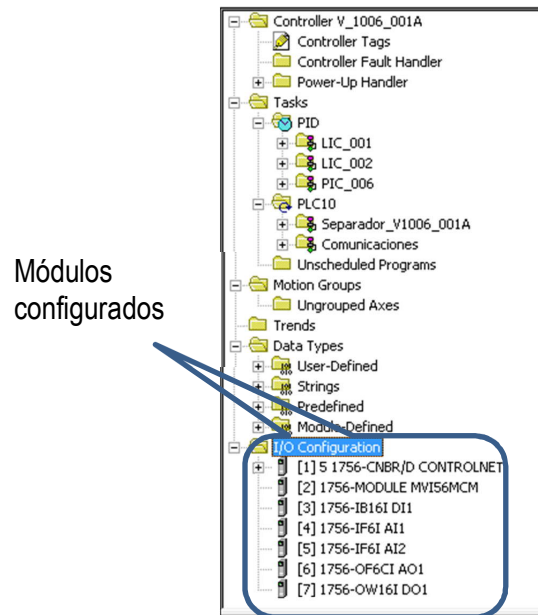 Controller V_1006_001A
Controller Tags
Controller Fault Handler
Power-Up Handler
Tasks
PID
LIC_001
LIC_002
PIC_006
PLC10
Separador_V1006_001A
Comunicaciones
Unscheduled Programs
Motion Groups
Ungrouped Axes
Trends
Data Types
User-Defined
Strings
Predefined
Module-Defined
I/O Configuration
[1] 5 1756-CNBR/D CONTROLNET
[2] 1756-MODULE MVI56MCM
[3] 1756-IB16I DI1
[4] 1756-IF6I AI1
[5] 1756-IF6I AI2
[6] 1756-OF6CI AO1
[7] 1756-OW16I DO1
Módulos
configurados